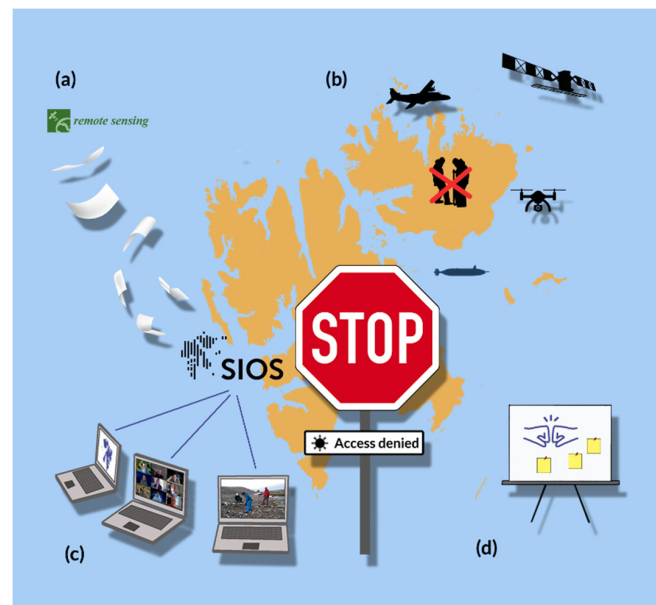 (a)
(b)
remote sensing
STOP
SIOS
Access denied
(c)
(d)